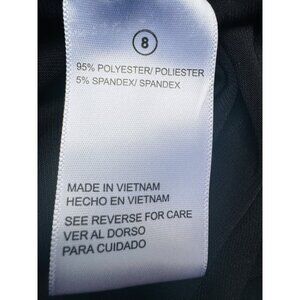 8
95% POLYESTER/ POLIESTER
5% SPANDEX/ SPANDEX
MADE IN VIETNAM
HECHO EN VIETNAM
SEE REVERSE FOR CARE
VER AL DORSO
PARA CUIDADO